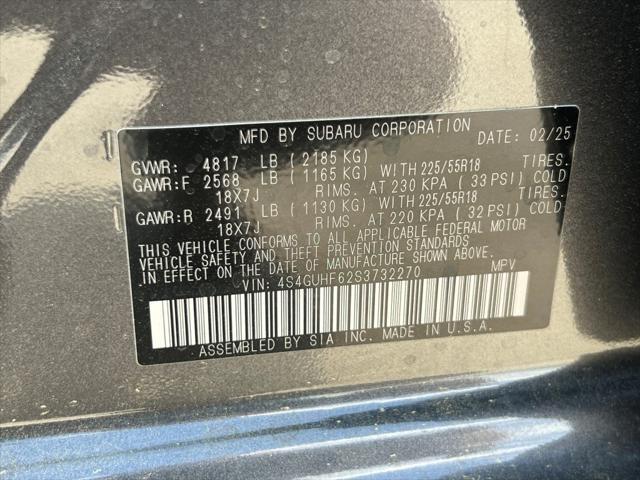 MFD BY SUBARU CORPORATION DATE: 02/25
GVWR: 4817 LB (2185 KG)
GAWR:F 2568 LB (1165 KG) WITH 225/55R18 TIRES.
18X7J RIMS. AT 230 KPA (33 PSI) COLD
GAWR:R 2491 LB (1130 KG) WITH 225/55R18 TIRES.
18X7J RIMS. AT 220 KPA (32 PSI) COLD
THIS VEHICLE CONFORMS TO ALL APPLICABLE FEDERAL MOTOR
VEHICLE SAFETY AND THEFT PREVENTION STANDARDS
IN EFFECT ON THE DATE OF MANUFACTURE SHOWN ABOVE.
VIN: 4S4GUHF62S3732270 MPV
ASSEMBLED BY SIA INC. MADE IN U.S.A.